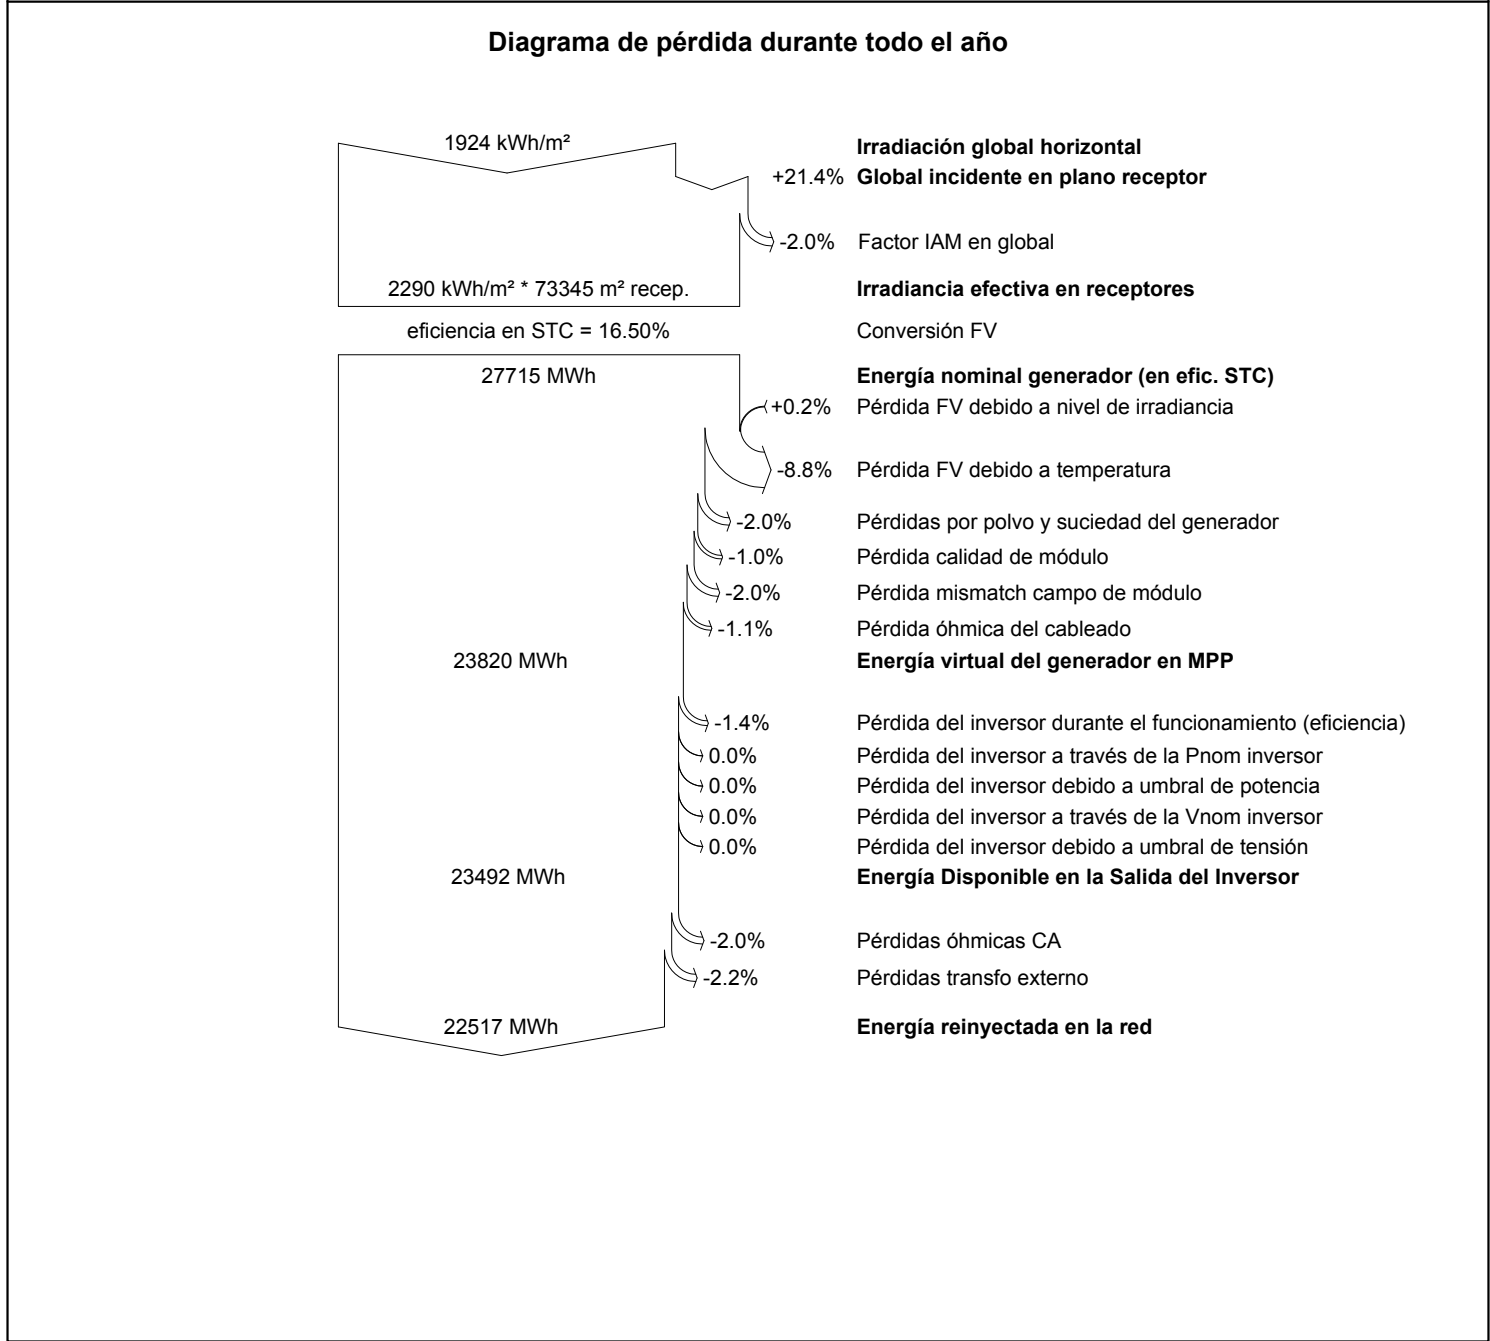 Diagrama de pérdida durante todo el año
1924 kWh/m² Irradiación global horizontal
+21.4% Global incidente en plano receptor
-2.0% Factor IAM en global
2290 kWh/m² * 73345 m² recep. Irradiancia efectiva en receptores
eficiencia en STC = 16.50% Conversión FV
27715 MWh Energía nominal generador (en efic. STC)
+0.2% Pérdida FV debido a nivel de irradiancia
-8.8% Pérdida FV debido a temperatura
-2.0% Pérdidas por polvo y suciedad del generador
-1.0% Pérdida calidad de módulo
-2.0% Pérdida mismatch campo de módulo
-1.1% Pérdida óhmica del cableado
23820 MWh Energía virtual del generador en MPP
-1.4% Pérdida del inversor durante el funcionamiento (eficiencia)
0.0% Pérdida del inversor a través de la Pnom inversor
0.0% Pérdida del inversor debido a umbral de potencia
0.0% Pérdida del inversor a través de la Vnom inversor
0.0% Pérdida del inversor debido a umbral de tensión
23492 MWh Energía Disponible en la Salida del Inversor
-2.0% Pérdidas óhmicas CA
-2.2% Pérdidas transfo externo
22517 MWh Energía reinyectada en la red